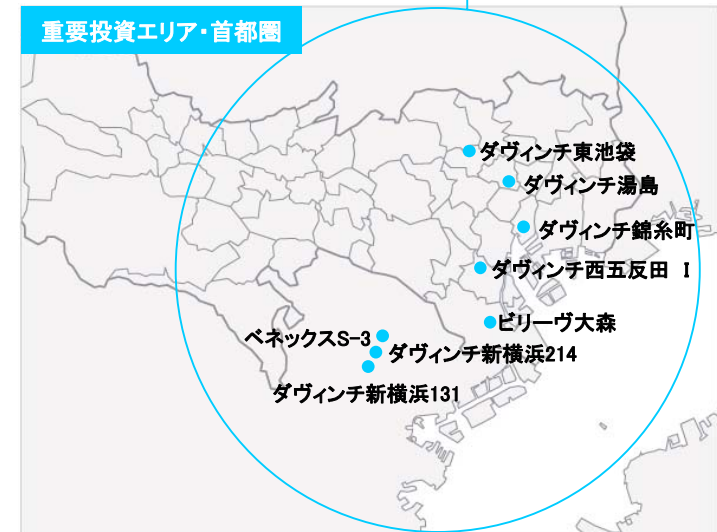 重要投資エリア・首都圏
ダヴィンチ東池袋
ダヴィンチ湯島
ダヴィンチ錦糸町
ダヴィンチ西五反田 I
ビリーヴ大森
ベネックスS-3
ダヴィンチ新横浜214
ダヴィンチ新横浜131